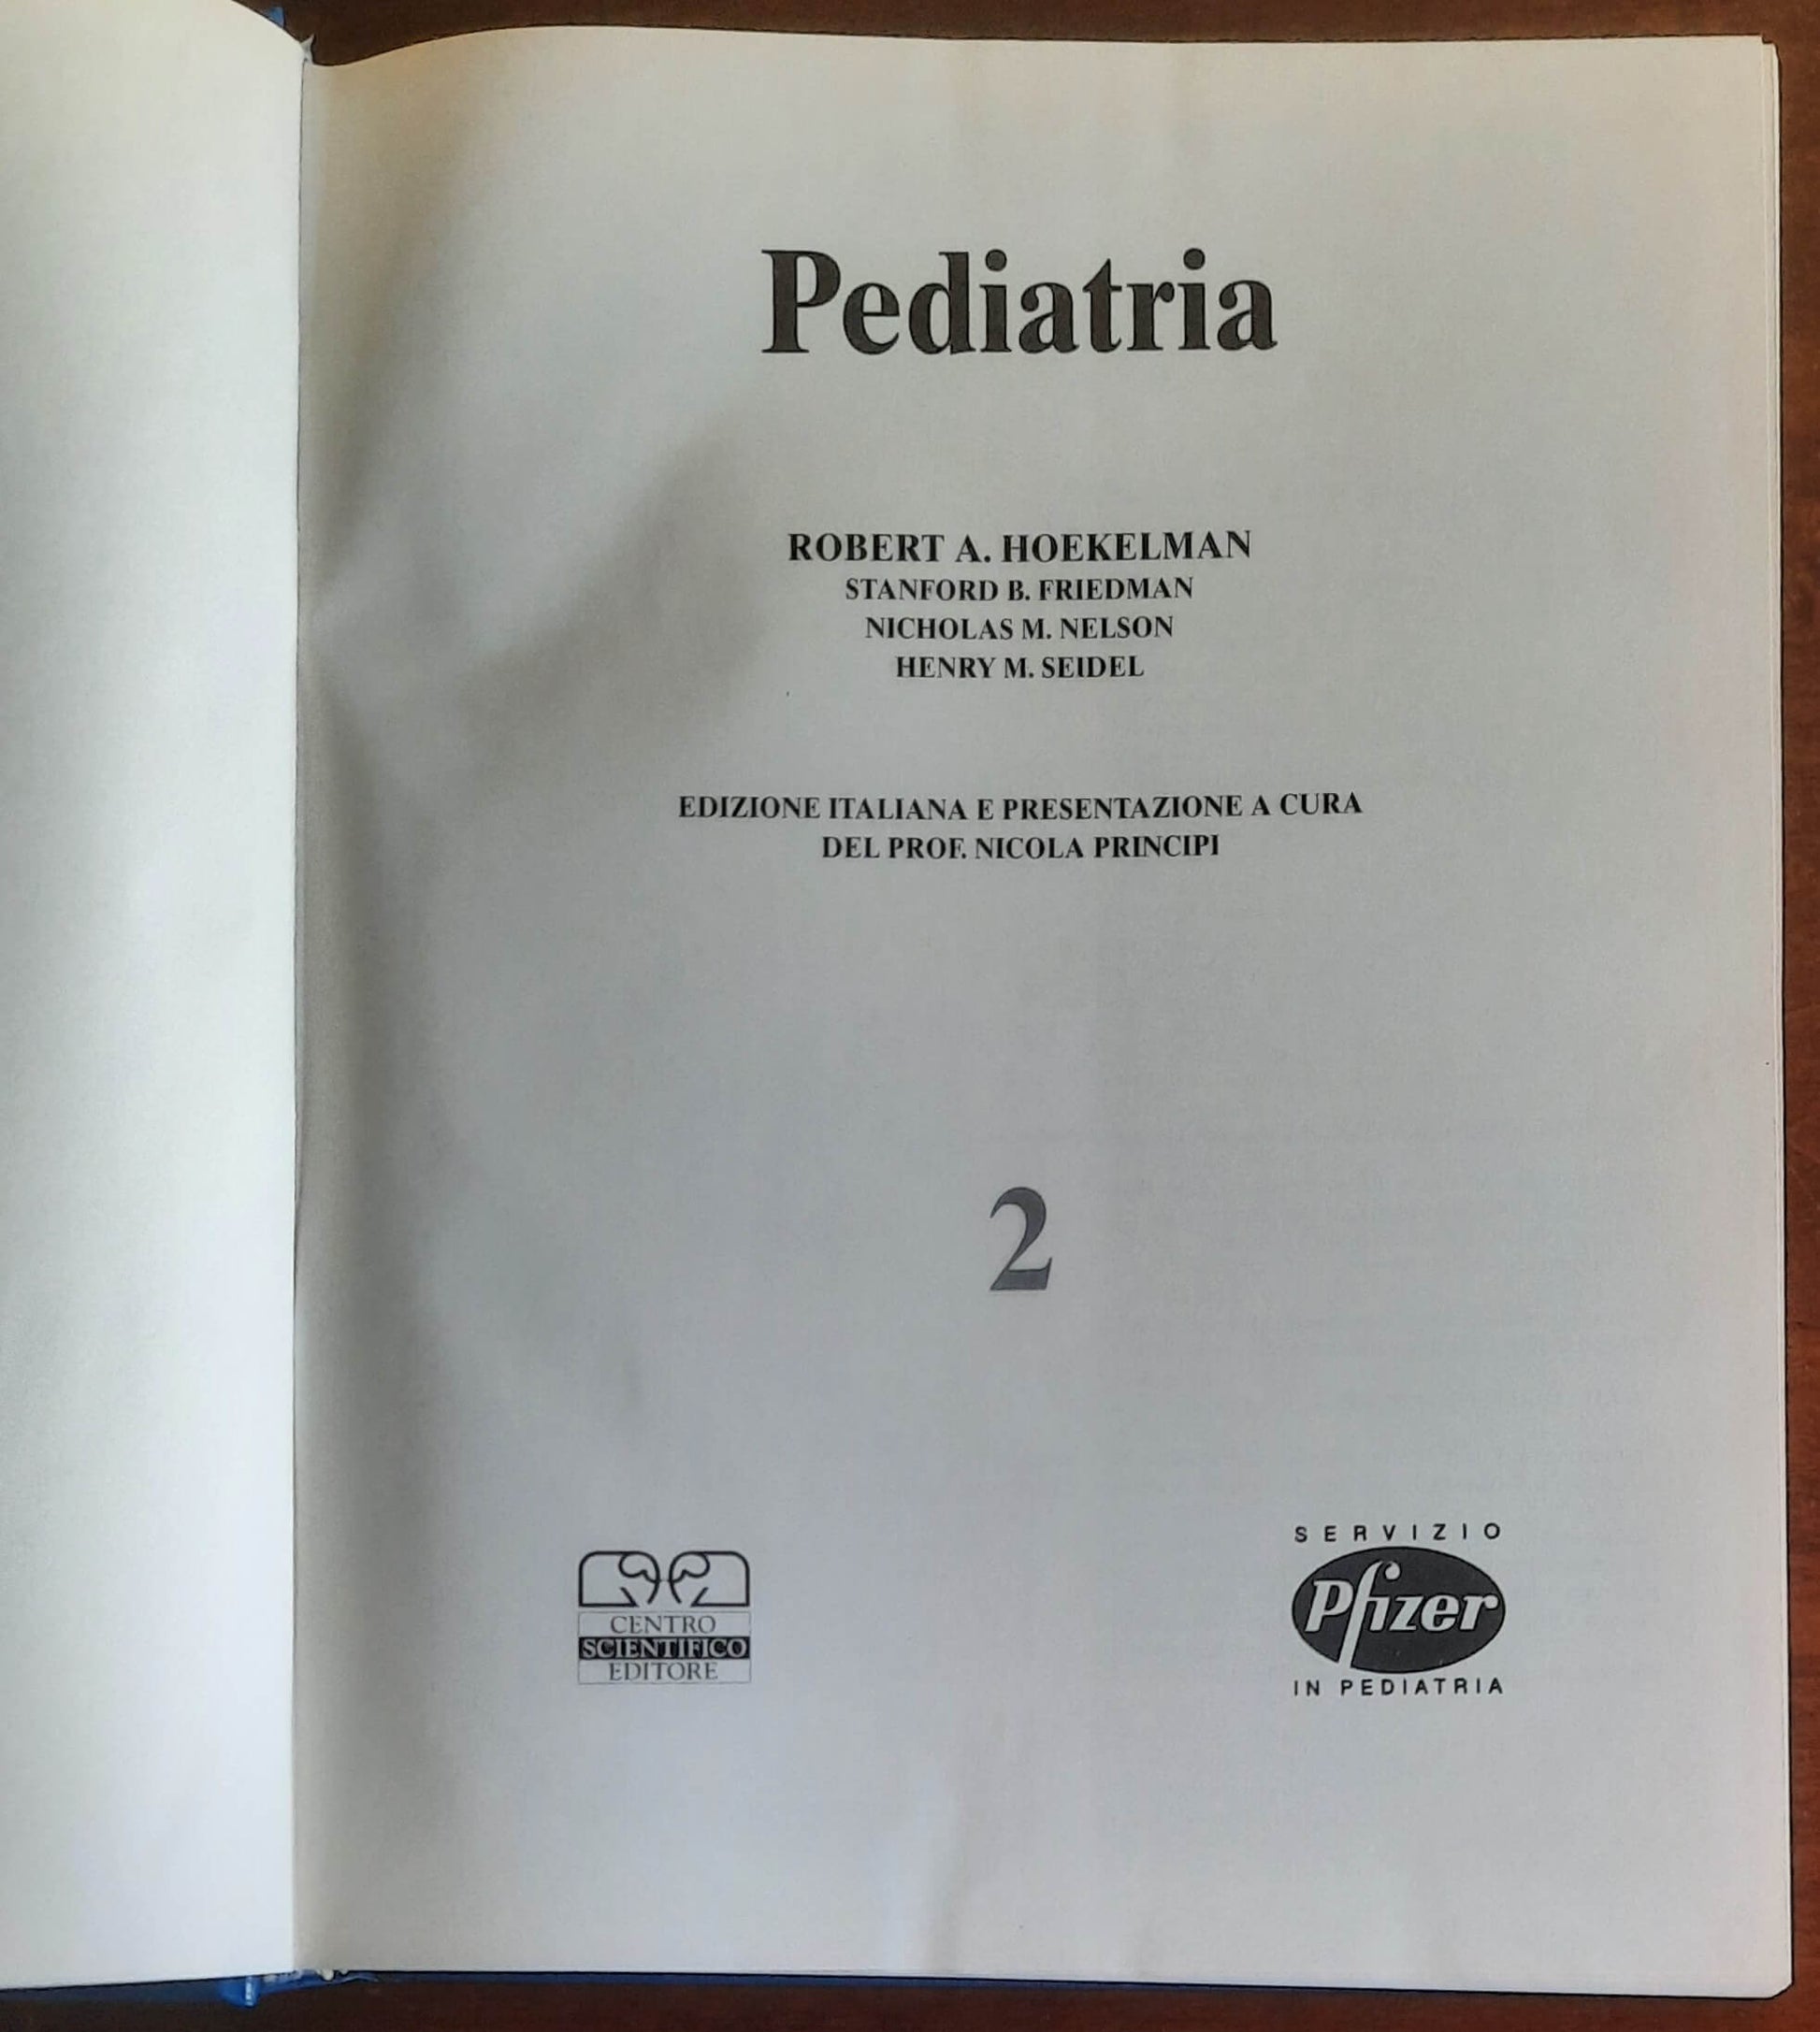 Pediatria
ROBERT A. HOEKELMAN
STANFORD B. FRIEDMAN
NICHOLAS M. NELSON
HENRY M. SEIDEL
EDIZIONE ITALIANA E PRESENTAZIONE A CURA
DEL PROF. NICOLA PRINCIPI
2
CENTRO
SCIENTIFICO
EDITORE
SERVIZIO
Pfizer
IN PEDIATRIA